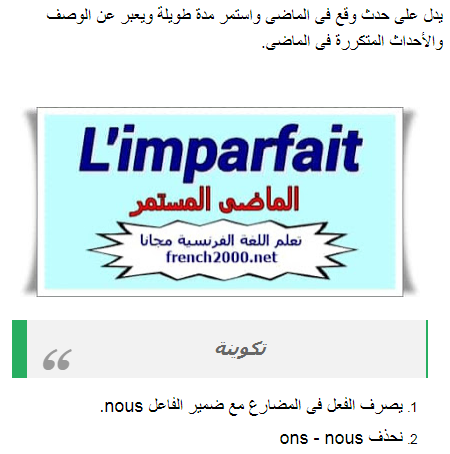 يدل على حدث وقع فى الماضى واستمر مدة طويلة ويعبر عن الوصف
والأحداث المتكررة فى الماضى.
L'imparfait
الماضى المستمر
تعلم اللغة الفرنسية مجانا
french2000.net
تكوينة
1. يصرف الفعل فى المضارع مع ضمير الفاعل nous.
2. نحذف ons - nous